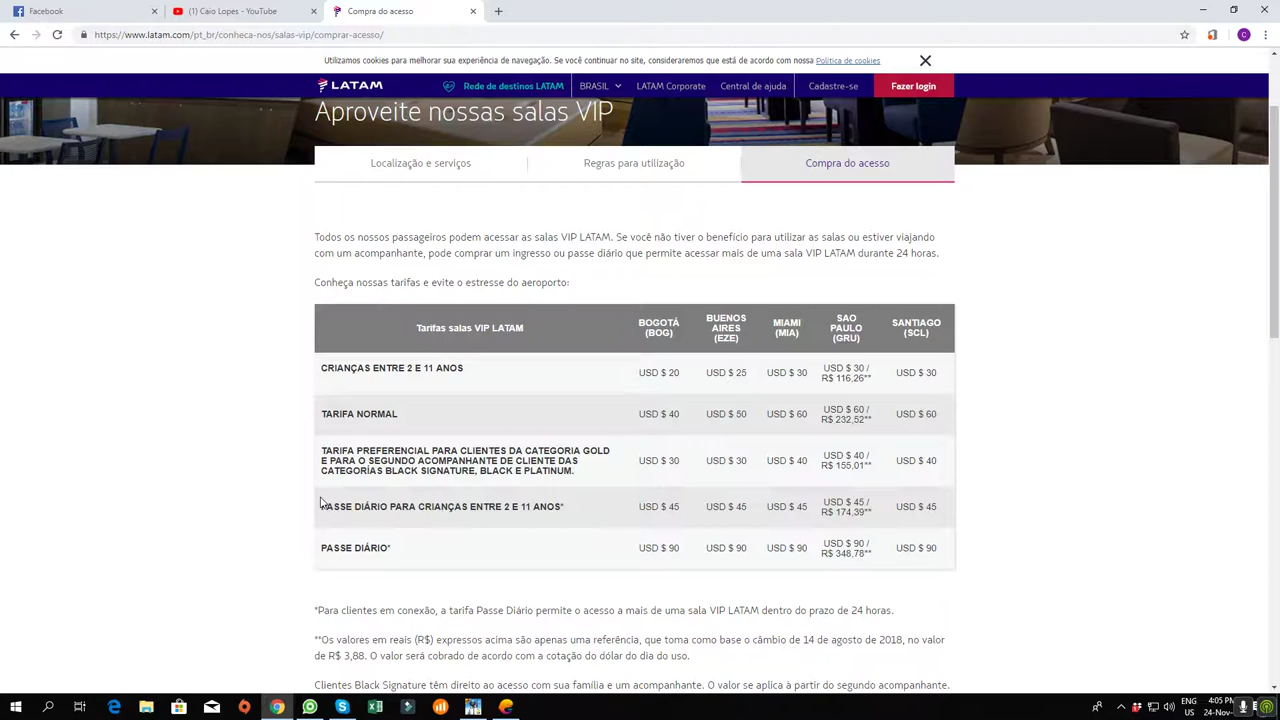 Facebook
(1) Caio Lopes - YouTube
Compra do acesso
https://www.latam.com/pt_br/conheca-nos/salas-vip/comprar-acesso/
Utilizamos cookies para melhorar sua experiência de navegação. Se você continuar no site, consideraremos que está de acordo com nossa Política de cookies
LATAM
Rede de destinos LATAM
BRASIL
LATAM Corporate
Central de ajuda
Cadastre-se
Fazer login
Aproveite nossas salas VIP
Localização e serviços
Regras para utilização
Compra do acesso
Todos os nossos passageiros podem acessar as salas VIP LATAM. Se você não tiver o benefício para utilizar as salas ou estiver viajando
com um acompanhante, pode comprar um ingresso ou passe diário que permite acessar mais de uma sala VIP LATAM durante 24 horas.
Conheça nossas tarifas e evite o estresse do aeroporto:
Tarifas salas VIP LATAM
BOGOTÁ
(BOG)
BUENOS
AIRES
(EZE)
MIAMI
(MIA)
SAO
PAULO
(GRU)
SANTIAGO
(SCL)
CRIANÇAS ENTRE 2 E 11 ANOS
USD $ 20
USD $ 25
USD $ 30
USD $ 30 /
R$ 116,26**
USD $ 30
TARIFA NORMAL
USD $ 40
USD $ 50
USD $ 60
USD $ 60 /
R$ 232,52**
USD $ 60
TARIFA PREFERENCIAL PARA CLIENTES DA CATEGORIA GOLD
E PARA O SEGUNDO ACOMPANHANTE DE CLIENTE DAS
CATEGORÍAS BLACK SIGNATURE, BLACK E PLATINUM.
USD $ 30
USD $ 30
USD $ 40
USD $ 40 /
R$ 155,01**
USD $ 40
PASSE DIÁRIO PARA CRIANÇAS ENTRE 2 E 11 ANOS*
USD $ 45
USD $ 45
USD $ 45
USD $ 45 /
R$ 174,39**
USD $ 45
PASSE DIÁRIO*
USD $ 90
USD $ 90
USD $ 90
USD $ 90 /
R$ 348,78**
USD $ 90
*Para clientes em conexão, a tarifa Passe Diário permite o acesso a mais de uma sala VIP LATAM dentro do prazo de 24 horas.
**Os valores em reais (R$) expressos acima são apenas uma referência, que toma como base o câmbio de 14 de agosto de 2018, no valor
de R$ 3,88. O valor será cobrado de acordo com a cotação do dólar do dia do uso.
Clientes Black Signature têm direito ao acesso com sua família e um acompanhante. O valor se aplica à partir do segundo acompanhante.
ENG
US
4:05 PM
24-Nov